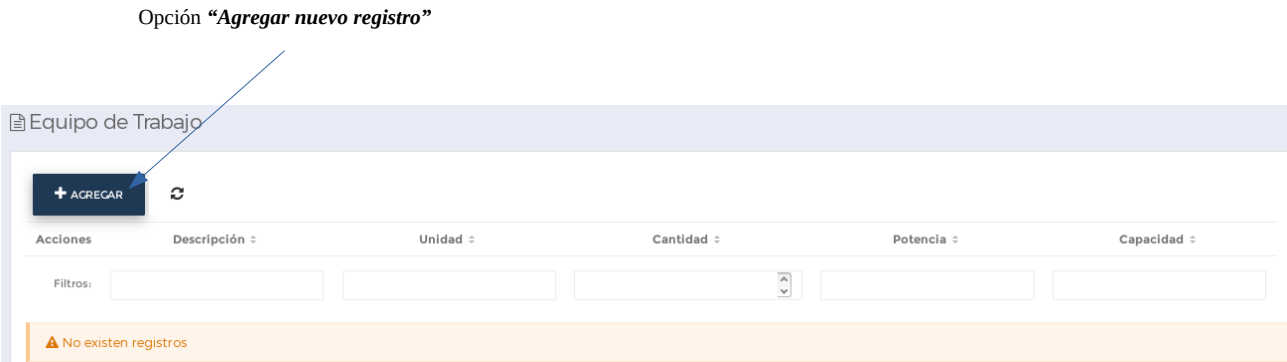 Opción “Agregar nuevo registro”
Equipo de Trabajo
AGREGAR
Acciones Descripción Unidad Cantidad Potencia Capacidad
Filtros:
No existen registros